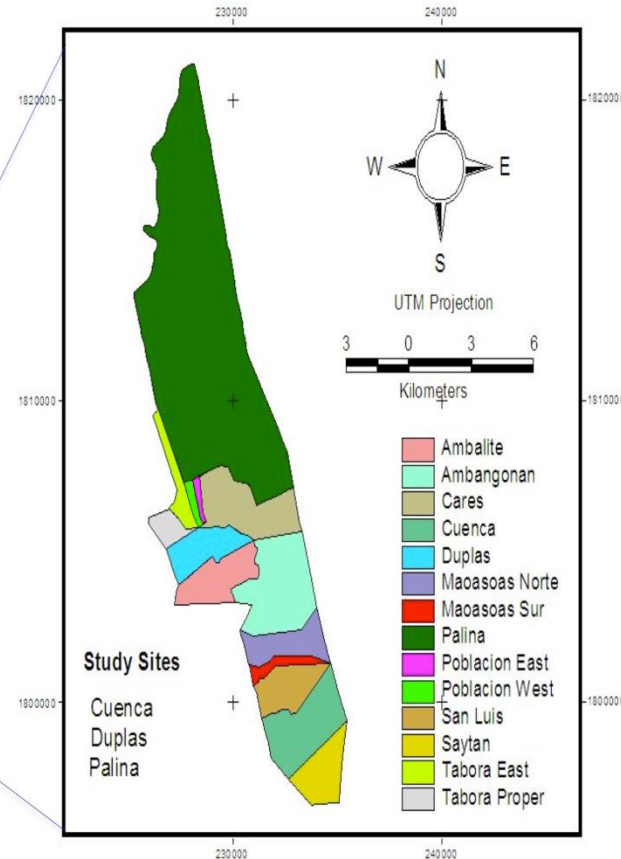 230000 240000
1820000 1820000
N
W E
S
UTM Projection
3 0 3 6
Kilometers
1810000 1810000
Ambalite
Ambangonan
Cares
Cuenca
Duplas
Maoasoas Norte
Maoasoas Sur
Palina
Poblacion East
Poblacion West
San Luis
Saytan
Tabora East
Tabora Proper
Study Sites
Cuenca
Duplas
Palina
1800000 1800000
230000 240000